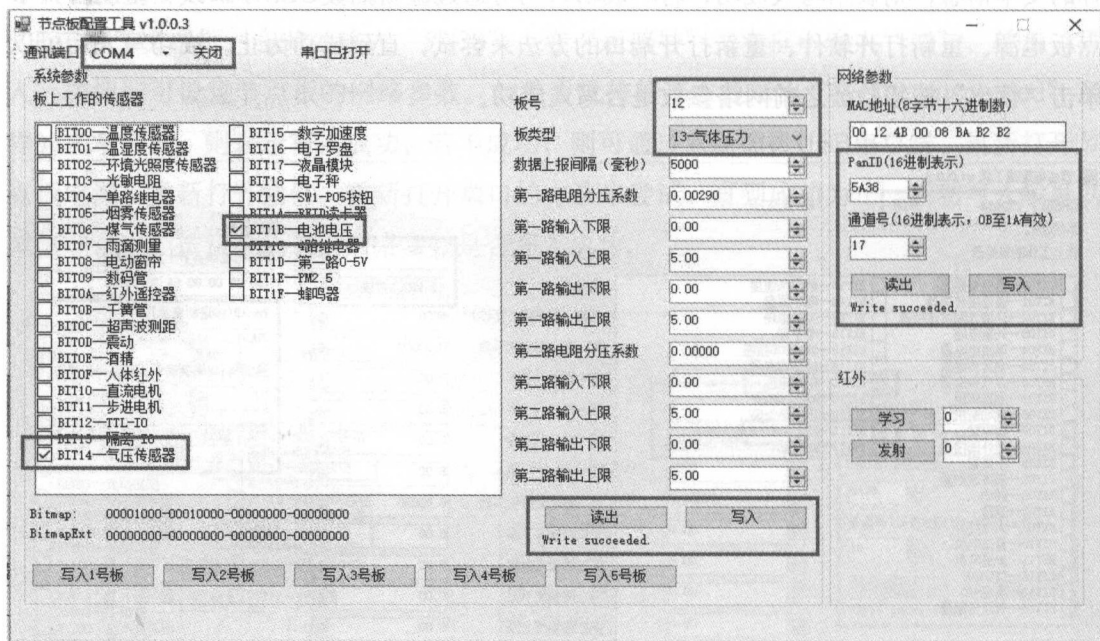 节点板配置工具 v1.0.0.3
通讯端口 COM4 关闭 串口已打开
系统参数
板上工作的传感器
BIT00—温度传感器
BIT01—温湿度传感器
BIT02—环境光照度传感器
BIT03—光敏电阻
BIT04—单路继电器
BIT05—烟雾传感器
BIT06—煤气传感器
BIT07—雨滴测量
BIT08—电动窗帘
BIT09—数码管
BIT0A—红外遥控器
BIT0B—干簧管
BIT0C—超声波测距
BIT0D—震动
BIT0E—酒精
BIT0F—人体红外
BIT10—直流电机
BIT11—步进电机
BIT12—TTL-IO
BIT13—隔离-IO
BIT14—气压传感器
BIT15—数字加速度
BIT16—电子罗盘
BIT17—液晶模块
BIT18—电子秤
BIT19—SW1-P05按钮
BIT1A—RFID读卡器
BIT1B—电池电压
BIT1C—4路继电器
BIT1D—第一路0-5V
BIT1E—PM2.5
BIT1F—蜂鸣器
Bitmap: 00001000-00010000-00000000-00000000
BitmapExt 00000000-00000000-00000000-00000000
写入1号板 写入2号板 写入3号板 写入4号板 写入5号板
板号 12
板类型 13-气体压力
数据上报间隔（毫秒） 5000
第一路电阻分压系数 0.00290
第一路输入下限 0.00
第一路输入上限 5.00
第一路输出下限 0.00
第一路输出上限 5.00
第二路电阻分压系数 0.00000
第二路输入下限 0.00
第二路输入上限 5.00
第二路输出下限 0.00
第二路输出上限 5.00
读出 写入
Write succeeded.
网络参数
MAC地址(8字节十六进制数)
00 12 4B 00 08 BA B2 B2
PanID(16进制表示)
5A38
通道号(16进制表示，0B至1A有效)
17
读出 写入
Write succeeded.
红外
学习 0
发射 0